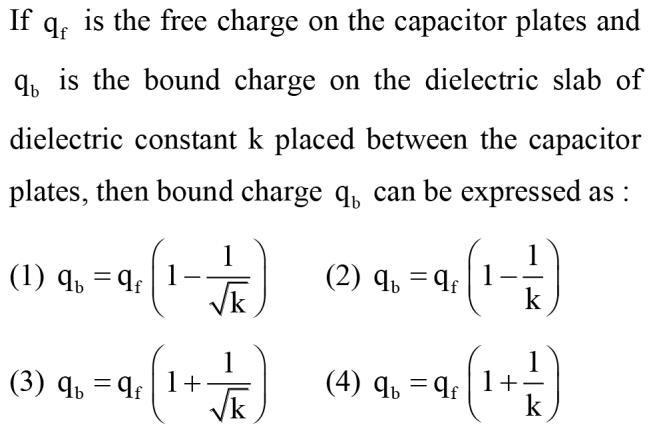 If q_f is the free charge on the capacitor plates and
q_b is the bound charge on the dielectric slab of
dielectric constant k placed between the capacitor
plates, then bound charge q_b can be expressed as :
(1) q_b = q_f (1 − 1/√k) (2) q_b = q_f (1 − 1/k)
(3) q_b = q_f (1 + 1/√k) (4) q_b = q_f (1 + 1/k)